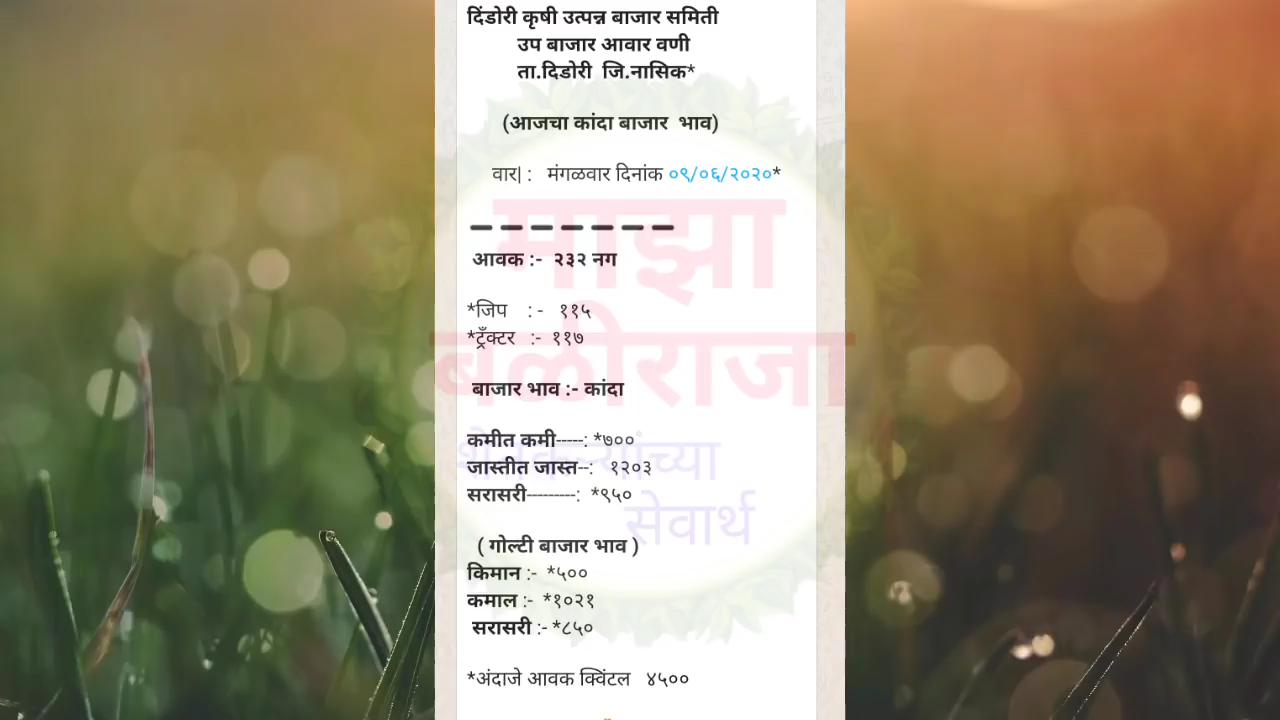 दिंडोरी कृषी उत्पन्न बाजार समिती
उप बाजार आवार वणी
ता.दिडोरी जि.नासिक*
(आजचा कांदा बाजार भाव)
वार| : मंगळवार दिनांक ०९/०६/२०२०*
माझा
आवक :- २३२ नग
*जिप : - ११५
*ट्रॅंक्टर :- ११७
बळीराजा
बाजार भाव :- कांदा
कमीत कमी-----: *७००
शेतकऱ्यांच्या
जास्तीत जास्त--: १२०३
सरासरी---------: *९५०
सेवार्थ
( गोल्टी बाजार भाव )
किमान :- *५००
कमाल :- *१०२१
सरासरी :- *८५०
*अंदाजे आवक क्विंटल ४५००